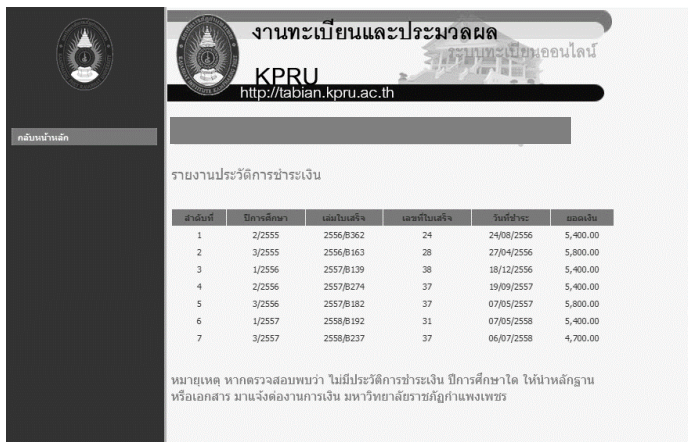 งานทะเบียนและประมวลผล
ระบบทะเบียนออนไลน์
KPRU
http://tabian.kpru.ac.th
กลับหน้าหลัก
รายงานประวัติการชำระเงิน
ลำดับที่ ปีการศึกษา เล่มใบเสร็จ เลขที่ใบเสร็จ วันที่ชำระ ยอดเงิน
1 2/2555 2556/B362 24 24/08/2556 5,400.00
2 3/2555 2556/B163 28 27/04/2556 5,800.00
3 1/2556 2557/B139 38 18/12/2556 5,400.00
4 2/2556 2557/B274 37 19/09/2557 5,400.00
5 3/2556 2557/B182 37 07/05/2557 5,800.00
6 1/2557 2558/B192 31 07/05/2558 5,400.00
7 3/2557 2558/B237 37 06/07/2558 4,700.00
หมายเหตุ หากตรวจสอบพบว่า ไม่มีประวัติการชำระเงิน ปีการศึกษาใด ให้นำหลักฐาน
หรือเอกสาร มาแจ้งต่องานการเงิน มหาวิทยาลัยราชภัฏกำแพงเพชร